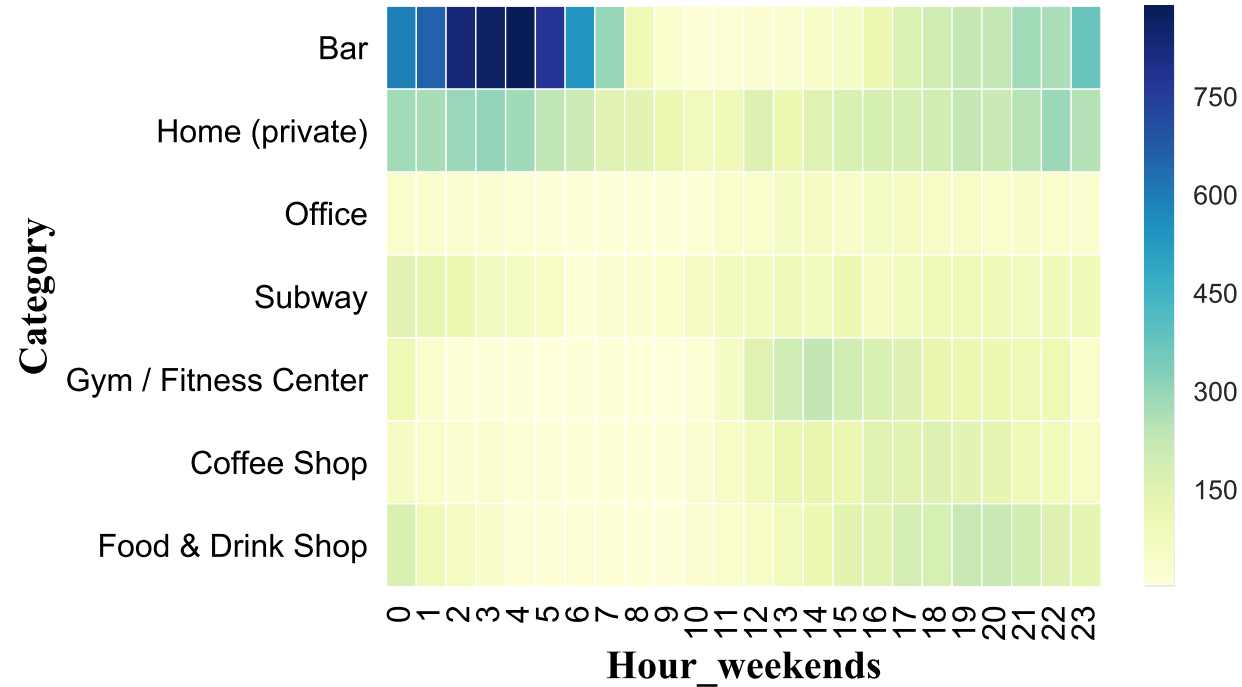 Bar
Home (private)
Office
Subway
Gym / Fitness Center
Coffee Shop
Food & Drink Shop
Category
0 1 2 3 4 5 6 7 8 9 10 11 12 13 14 15 16 17 18 19 20 21 22 23
Hour_weekends
750
600
450
300
150